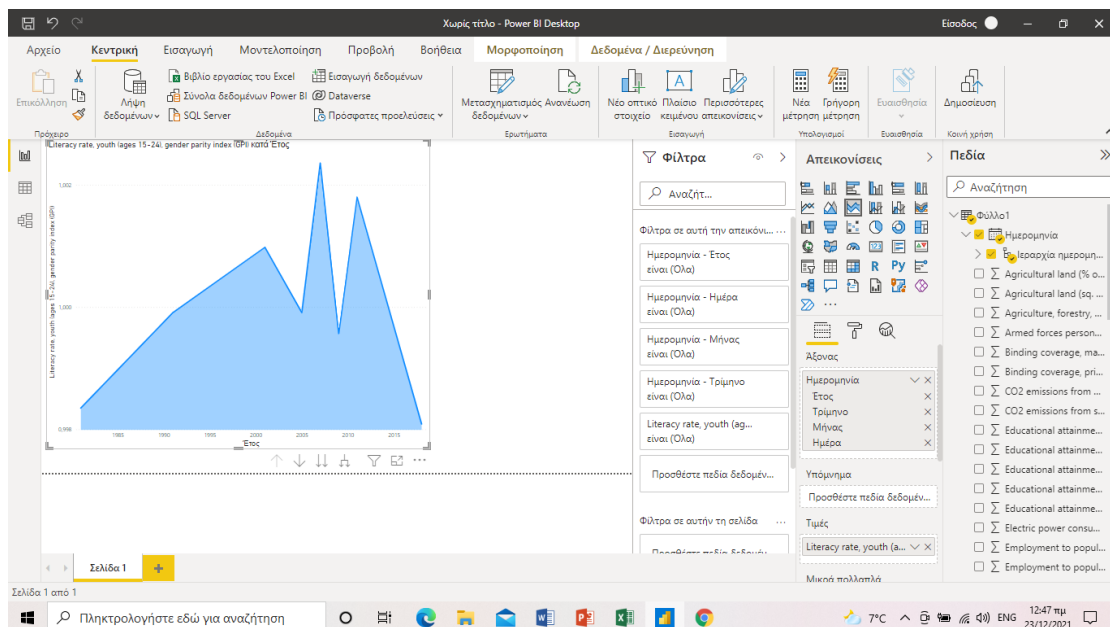 Χωρίς τίτλο - Power BI Desktop
Είσοδος
Αρχείο Κεντρική Εισαγωγή Μοντελοποίηση Προβολή Βοήθεια Μορφοποίηση Δεδομένα / Διερεύνηση
Επικόλληση
Πρόχειρο
Λήψη δεδομένων
Βιβλίο εργασίας του Excel
Σύνολα δεδομένων Power BI
SQL Server
Εισαγωγή δεδομένων
Dataverse
Πρόσφατες προελεύσεις
Δεδομένα
Μετασχηματισμός δεδομένων
Ανανέωση
Ερωτήματα
Νέο οπτικό στοιχείο
Πλαίσιο κειμένου
Περισσότερες απεικονίσεις
Εισαγωγή
Νέα μέτρηση
Γρήγορη μέτρηση
Υπολογισμοί
Ευαισθησία
Ευαισθησία
Δημοσίευση
Κοινή χρήση
Literacy rate, youth (ages 15-24), gender parity index (GPI) κατά Έτος
Literacy rate, youth (ages 15-24), gender parity index (GPI)
1,002
1,000
0,998
1985 1990 1995 2000 2005 2010 2015
Έτος
Φίλτρα
Αναζήτ...
Φίλτρα σε αυτή την απεικόνι... ...
Ημερομηνία - Έτος
είναι (Όλα)
Ημερομηνία - Ημέρα
είναι (Όλα)
Ημερομηνία - Μήνας
είναι (Όλα)
Ημερομηνία - Τρίμηνο
είναι (Όλα)
Literacy rate, youth (ag...
είναι (Όλα)
Προσθέστε πεδία δεδομέν...
Φίλτρα σε αυτήν τη σελίδα ...
Προσθέστε πεδία δεδομέν...
Απεικονίσεις
123
R Py
...
Άξονας
Ημερομηνία
Έτος
Τρίμηνο
Μήνας
Ημέρα
Υπόμνημα
Προσθέστε πεδία δεδομέν...
Τιμές
Literacy rate, youth (a...
Μικρά πολλαπλά
Πεδία
Αναζήτηση
Φύλλο1
Ημερομηνία
Ιεραρχία ημερομη...
Agricultural land (% o...
Agricultural land (sq. ...
Agriculture, forestry, ...
Armed forces person...
Binding coverage, ma...
Binding coverage, pri...
CO2 emissions from ...
CO2 emissions from s...
Educational attainme...
Educational attainme...
Educational attainme...
Educational attainme...
Educational attainme...
Electric power consu...
Employment to popul...
Employment to popul...
Σελίδα 1
Σελίδα 1 από 1
Πληκτρολογήστε εδώ για αναζήτηση
7°C
ENG
12:47 πμ
23/12/2021